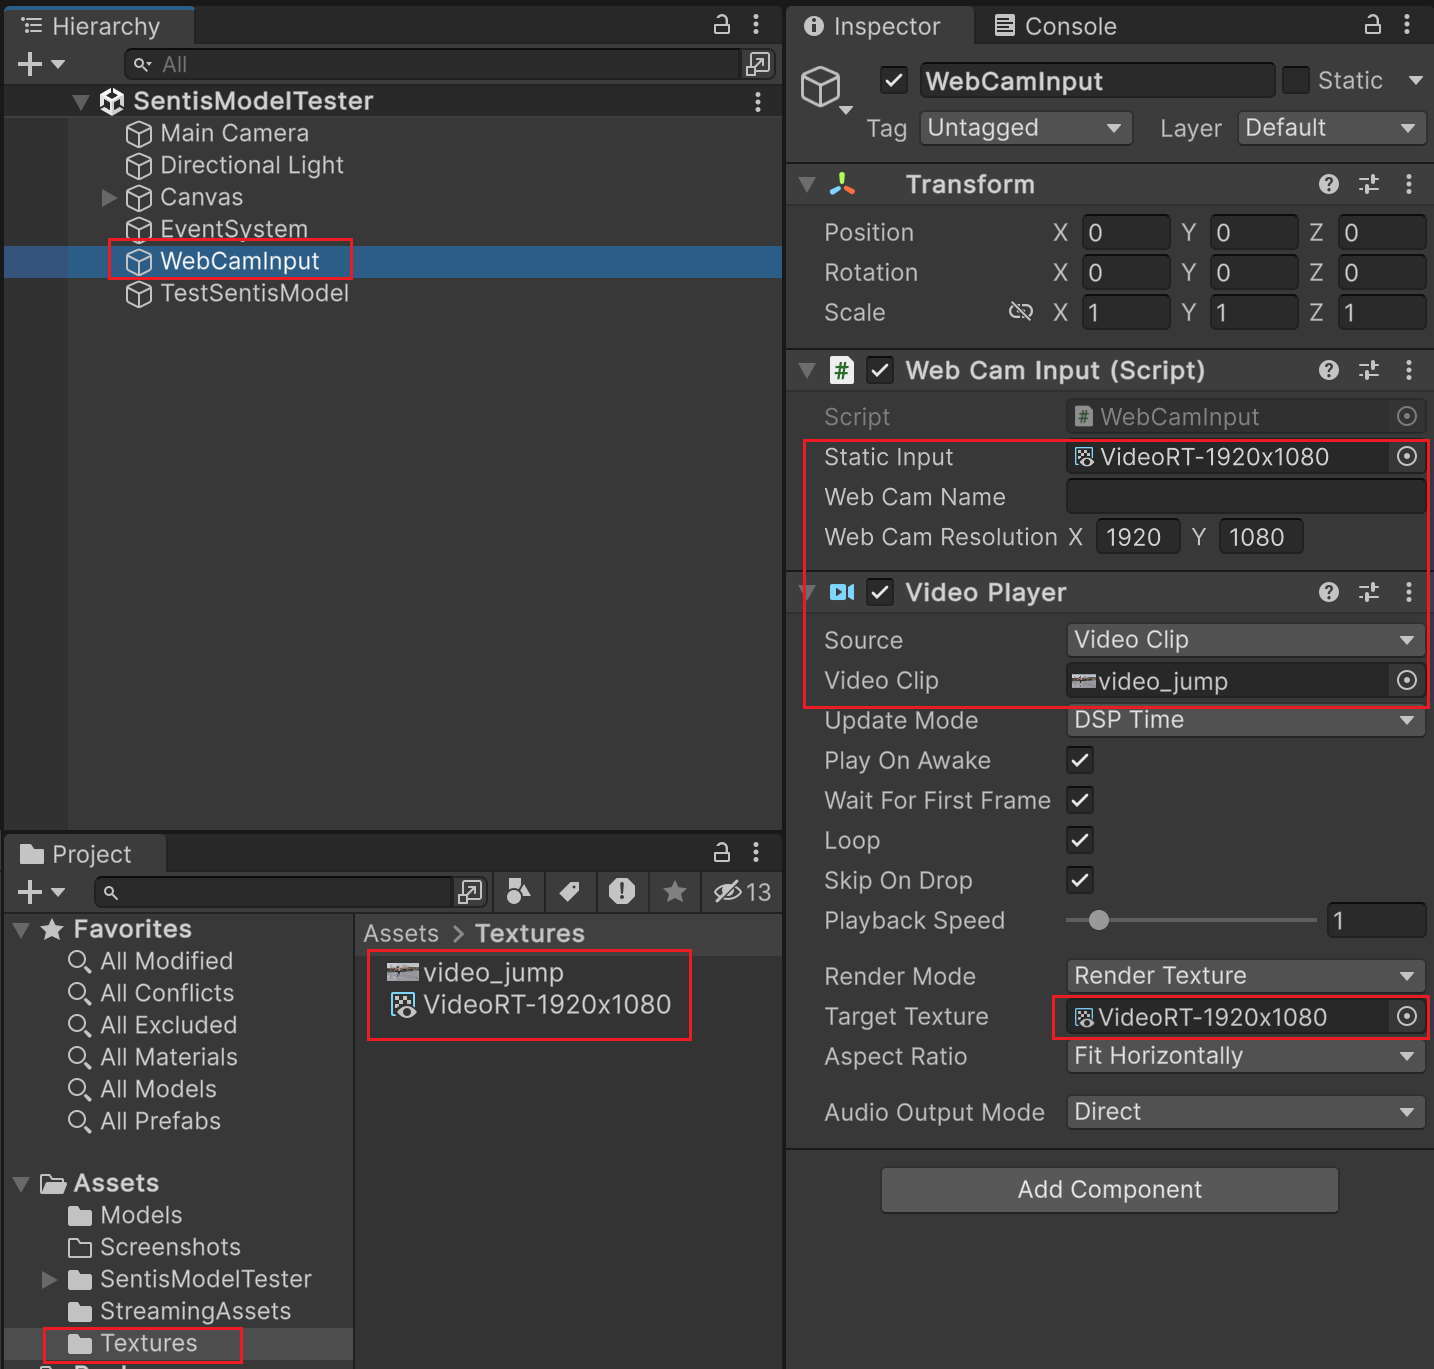 Hierarchy
All
SentisModelTester
Main Camera
Directional Light
Canvas
EventSystem
WebCamInput
TestSentisModel
Project
13
Favorites
All Modified
All Conflicts
All Excluded
All Materials
All Models
All Prefabs
Assets
Models
Screenshots
SentisModelTester
StreamingAssets
Textures
Assets > Textures
video_jump
VideoRT-1920x1080
Inspector Console
WebCamInput Static
Tag Untagged Layer Default
Transform
Position X 0 Y 0 Z 0
Rotation X 0 Y 0 Z 0
Scale X 1 Y 1 Z 1
# Web Cam Input (Script)
Script # WebCamInput
Static Input VideoRT-1920x1080
Web Cam Name
Web Cam Resolution X 1920 Y 1080
Video Player
Source Video Clip
Video Clip video_jump
Update Mode DSP Time
Play On Awake
Wait For First Frame
Loop
Skip On Drop
Playback Speed 1
Render Mode Render Texture
Target Texture VideoRT-1920x1080
Aspect Ratio Fit Horizontally
Audio Output Mode Direct
Add Component